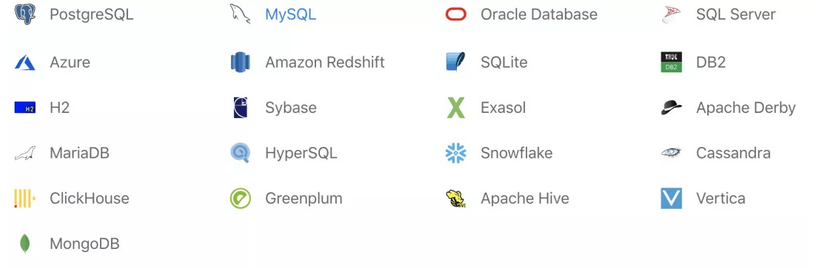 PostgreSQL MySQL Oracle Database SQL Server
Azure Amazon Redshift SQLite DB2
H2 Sybase Exasol Apache Derby
MariaDB HyperSQL Snowflake Cassandra
ClickHouse Greenplum Apache Hive Vertica
MongoDB